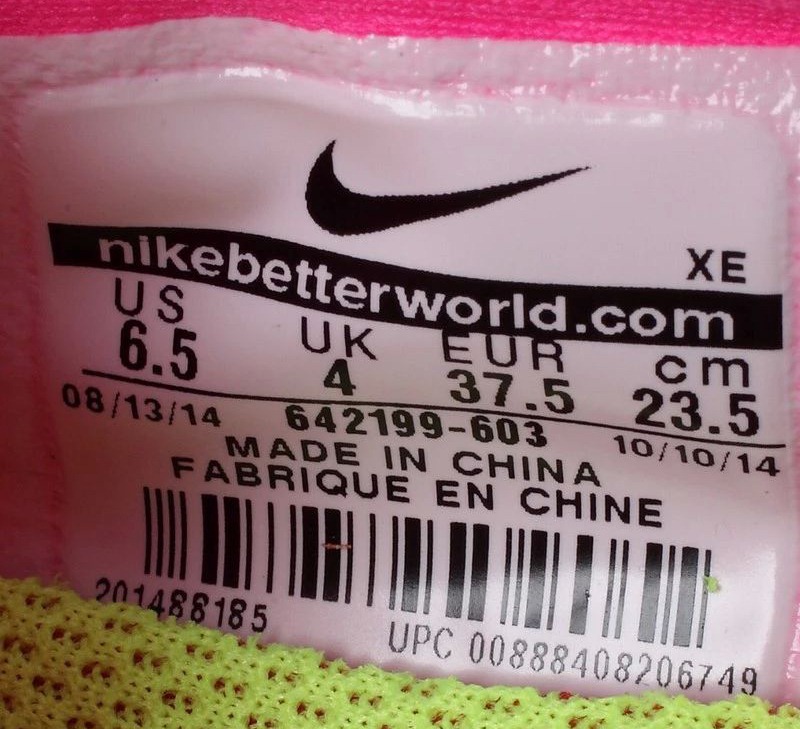 XE
nikebetterworld.com
US UK EUR cm
6.5 4 37.5 23.5
08/13/14 642199-603 10/10/14
MADE IN CHINA
FABRIQUE EN CHINE
201488185
UPC 00888408206749